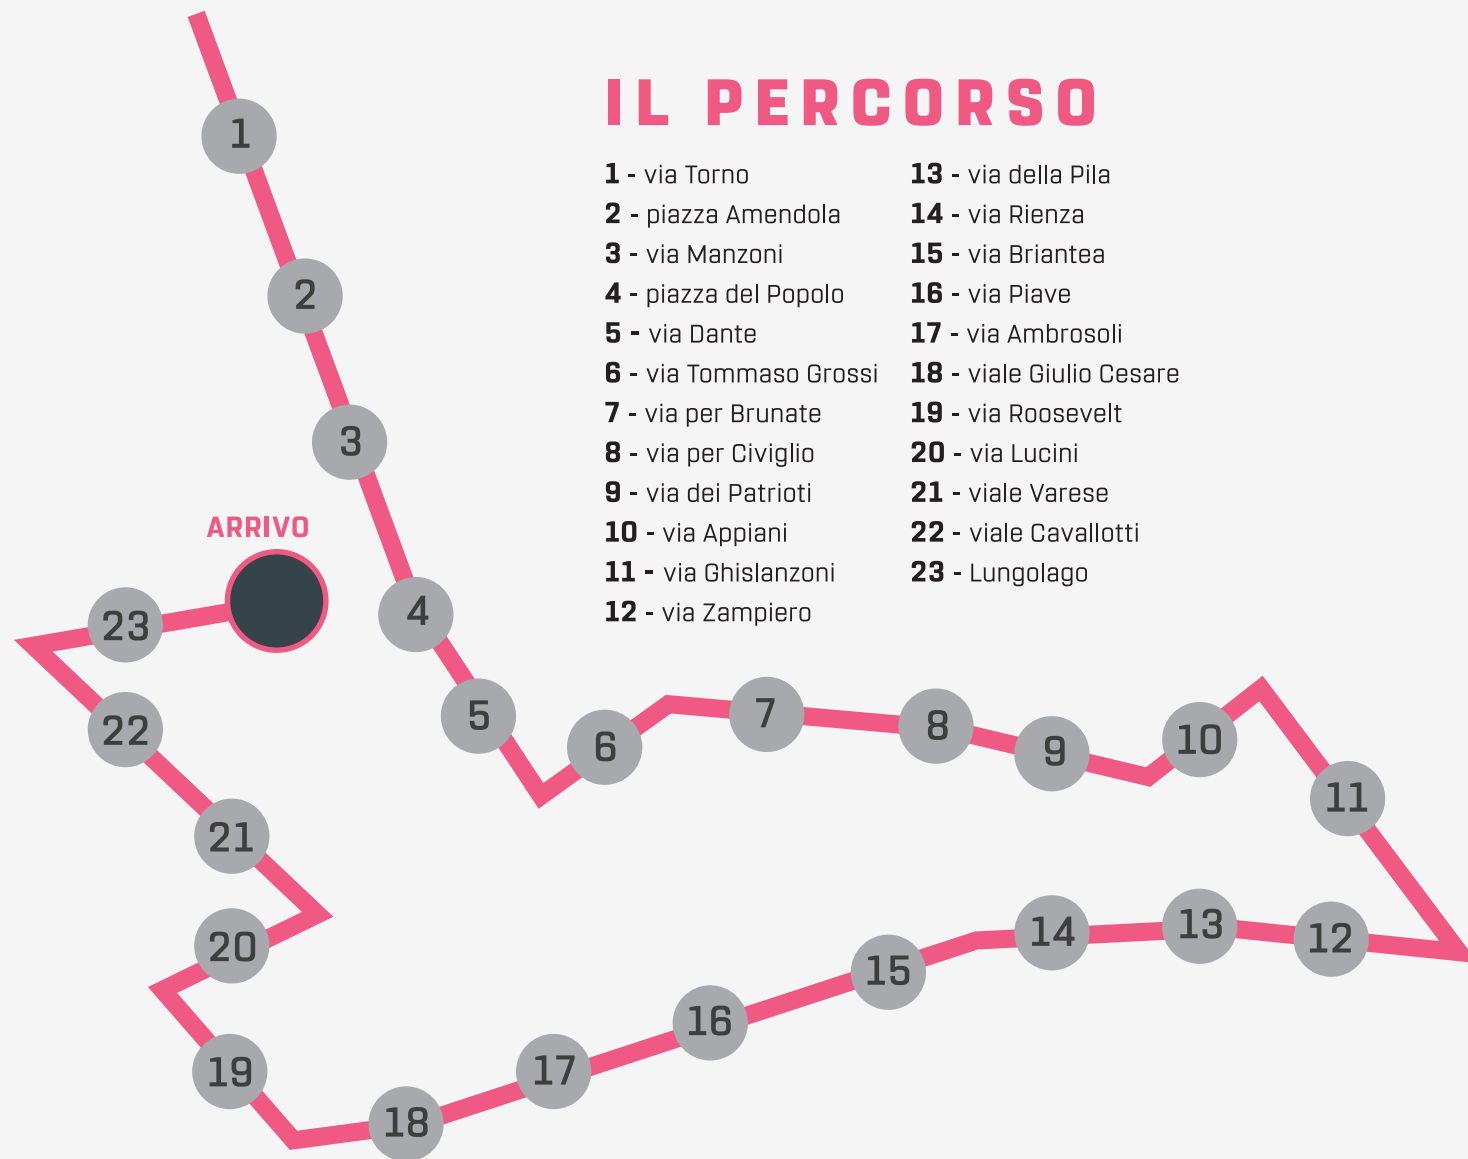 IL PERCORSO
1 - via Torno
2 - piazza Amendola
3 - via Manzoni
4 - piazza del Popolo
5 - via Dante
6 - via Tommaso Grossi
7 - via per Brunate
8 - via per Civiglio
9 - via dei Patrioti
10 - via Appiani
11 - via Ghislanzoni
12 - via Zampiero
13 - via della Pila
14 - via Rienza
15 - via Briantea
16 - via Piave
17 - via Ambrosoli
18 - viale Giulio Cesare
19 - via Roosevelt
20 - via Lucini
21 - viale Varese
22 - viale Cavallotti
23 - Lungolago
1
2
3
4
5
6
7
8
9
10
11
12
13
14
15
16
17
18
19
20
21
22
23
ARRIVO